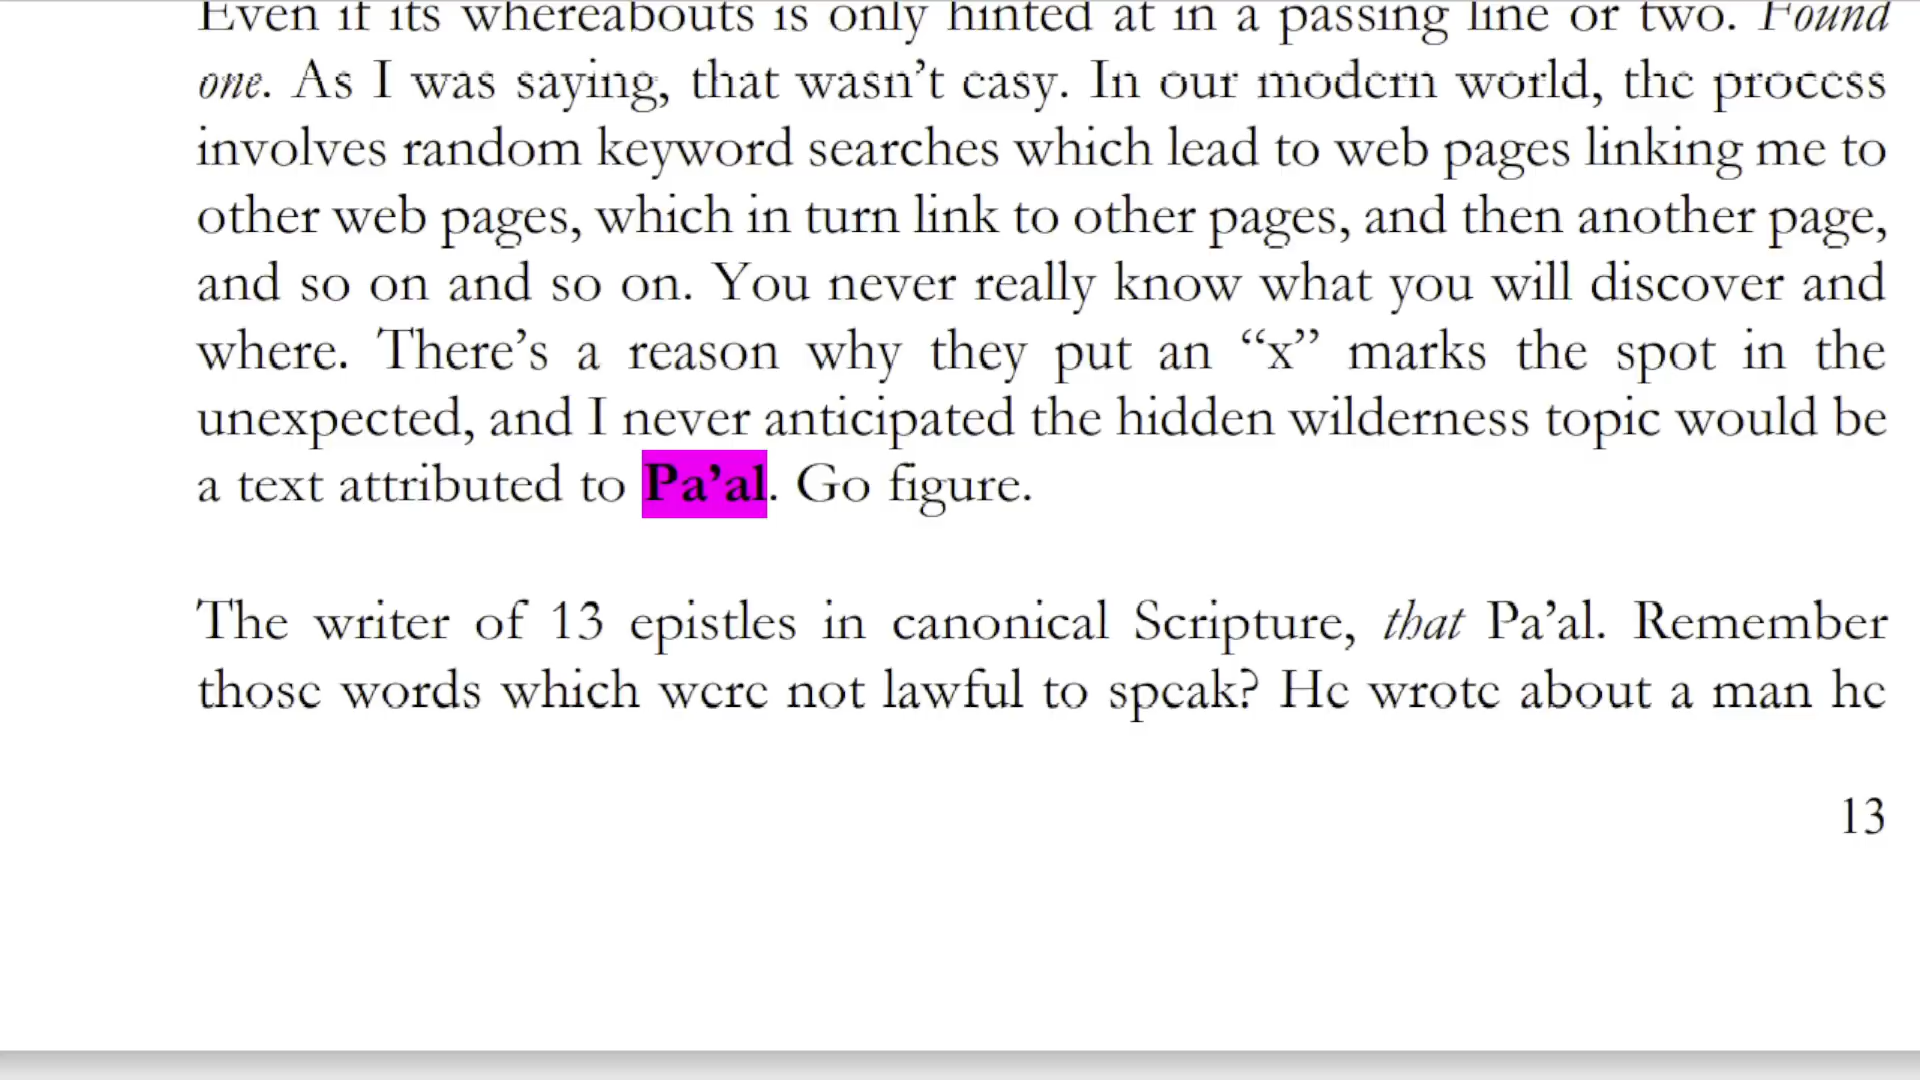 Even if its whereabouts is only hinted at in a passing line or two. Found
one. As I was saying, that wasn’t easy. In our modern world, the process
involves random keyword searches which lead to web pages linking me to
other web pages, which in turn link to other pages, and then another page,
and so on and so on. You never really know what you will discover and
where. There’s a reason why they put an “x” marks the spot in the
unexpected, and I never anticipated the hidden wilderness topic would be
a text attributed to Pa’al. Go figure.
The writer of 13 epistles in canonical Scripture, that Pa’al. Remember
those words which were not lawful to speak? He wrote about a man he
13